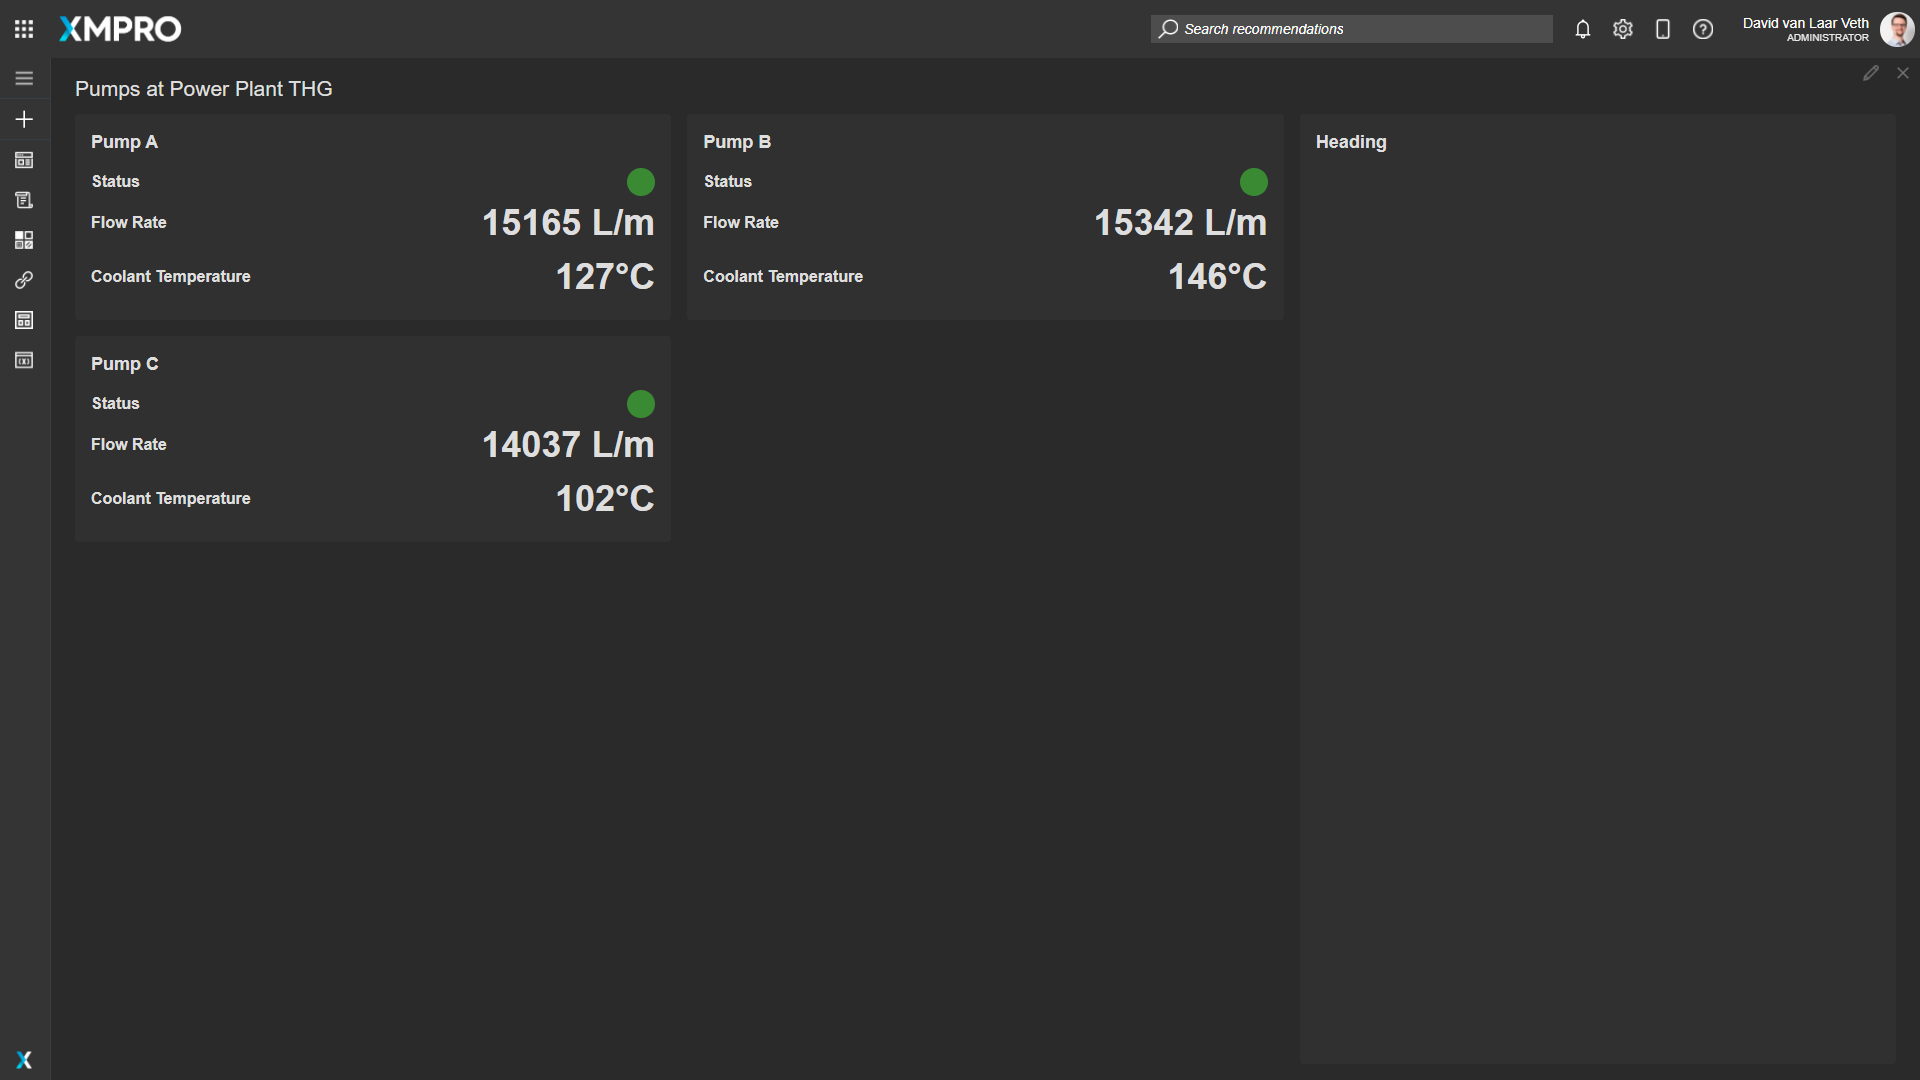 XMPRO
Search recommendations
David van Laar Veth
ADMINISTRATOR
Pumps at Power Plant THG
Pump A
Status
Flow Rate 15165 L/m
Coolant Temperature 127°C
Pump B
Status
Flow Rate 15342 L/m
Coolant Temperature 146°C
Pump C
Status
Flow Rate 14037 L/m
Coolant Temperature 102°C
Heading